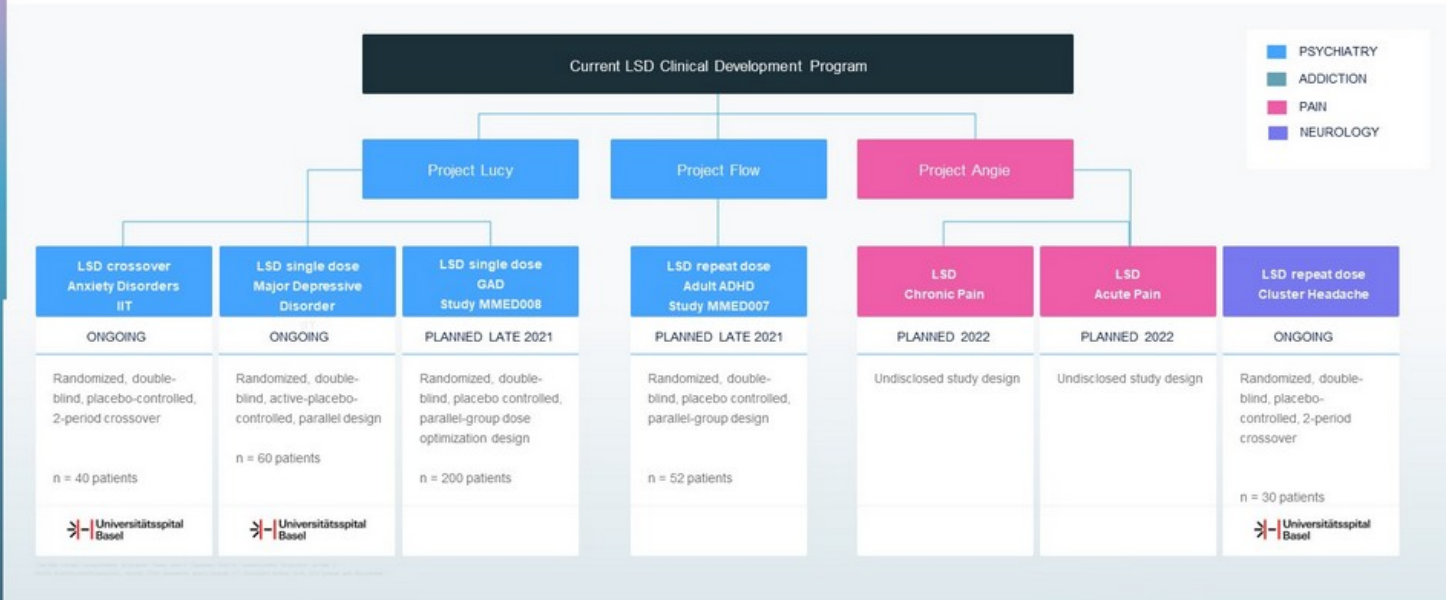 Current LSD Clinical Development Program
PSYCHIATRY
ADDICTION
PAIN
NEUROLOGY
Project Lucy
Project Flow
Project Angie
LSD crossover
Anxiety Disorders
IIT
ONGOING
Randomized, double-
blind, placebo-controlled,
2-period crossover
n = 40 patients
Universitätsspital
Basel
LSD single dose
Major Depressive
Disorder
ONGOING
Randomized, double-
blind, active-placebo-
controlled, parallel design
n = 60 patients
Universitätsspital
Basel
LSD single dose
GAD
Study MMED008
PLANNED LATE 2021
Randomized, double-
blind, placebo controlled,
parallel-group dose
optimization design
n = 200 patients
LSD repeat dose
Adult ADHD
Study MMED007
PLANNED LATE 2021
Randomized, double-
blind, placebo controlled,
parallel-group design
n = 52 patients
LSD
Chronic Pain
PLANNED 2022
Undisclosed study design
LSD
Acute Pain
PLANNED 2022
Undisclosed study design
LSD repeat dose
Cluster Headache
ONGOING
Randomized, double-
blind, placebo-
controlled, 2-period
crossover
n = 30 patients
Universitätsspital
Basel